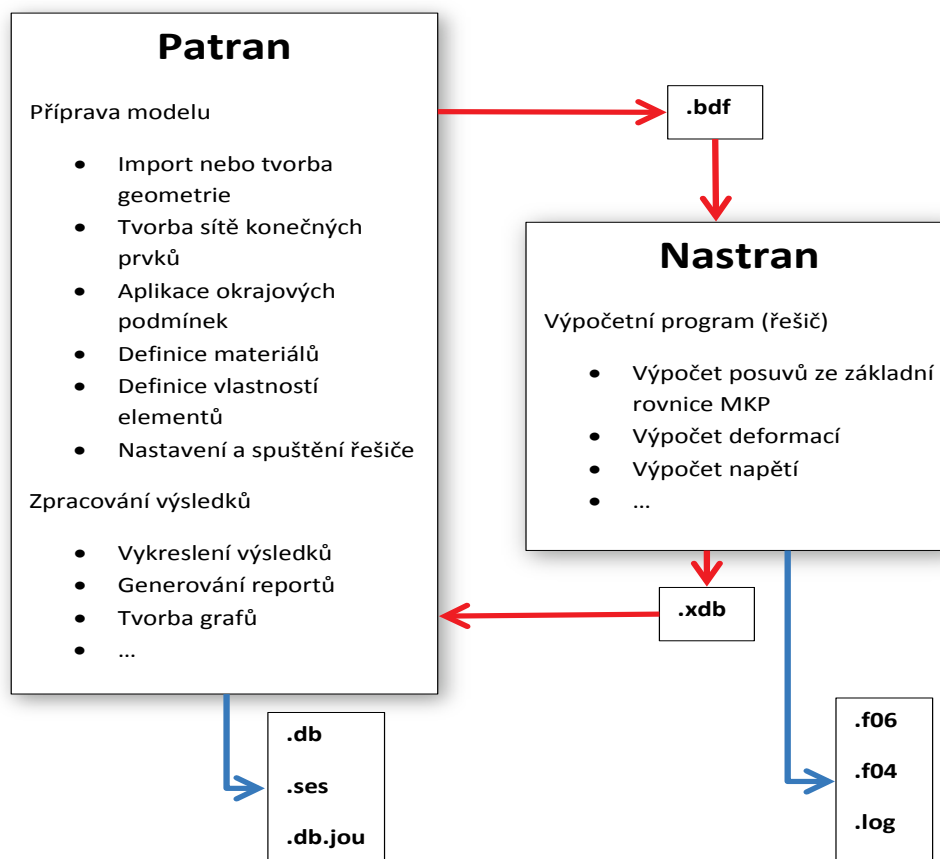 Patran
Příprava modelu
• Import nebo tvorba
geometrie
• Tvorba sítě konečných
prvků
• Aplikace okrajových
podmínek
• Definice materiálů
• Definice vlastností
elementů
• Nastavení a spuštění řešiče
Zpracování výsledků
• Vykreslení výsledků
• Generování reportů
• Tvorba grafů
• ...
.bdf
Nastran
Výpočetní program (řešič)
• Výpočet posuvů ze základní
rovnice MKP
• Výpočet deformací
• Výpočet napětí
• ...
.xdb
.db
.ses
.db.jou
.f06
.f04
.log